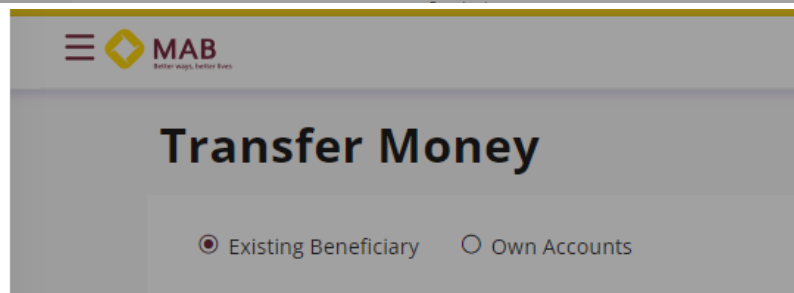 MAB
Better ways, better lives.
Transfer Money
Existing Beneficiary
Own Accounts